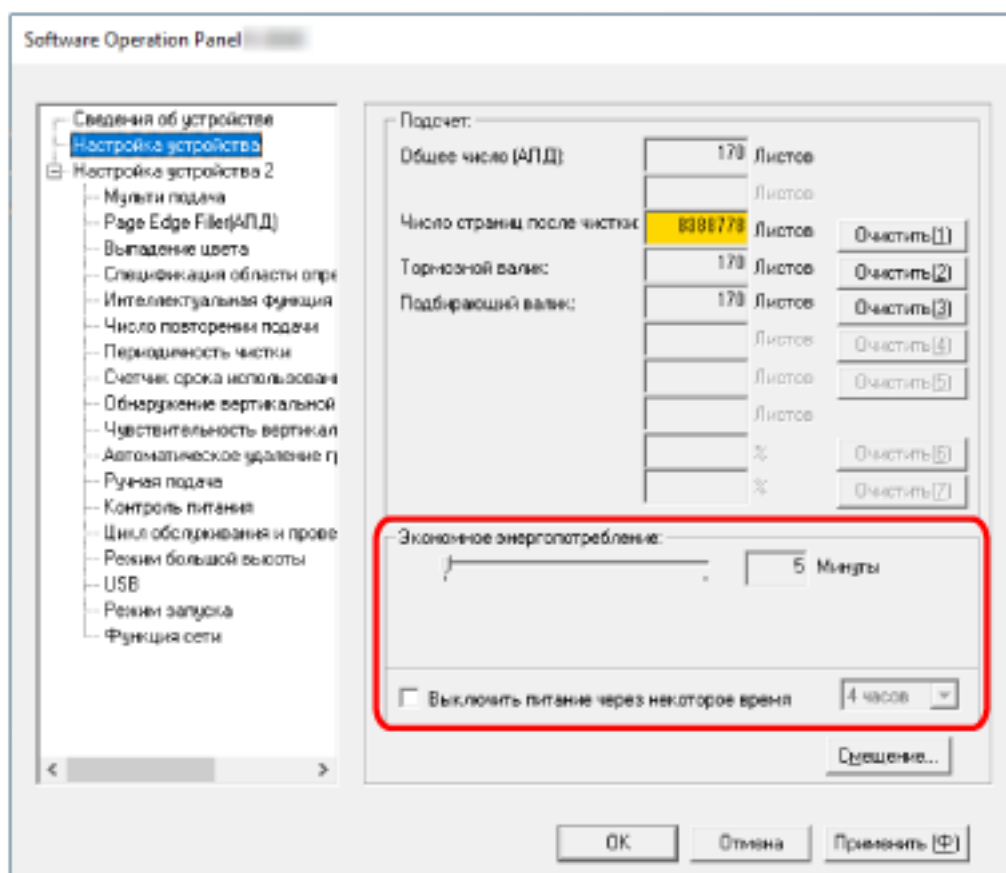 Software Operation Panel
Сведения об устройстве
Настройка устройства
Настройка устройства 2
Мульти подача
Page Edge Filler(АПД)
Выпадение цвета
Спецификация области опре
Интеллектуальная функция
Число повторении подачи
Периодичность чистки
Счетчик срока использовани
Обнаружение вертикальной
Чувствительность вертикал
Автоматическое удаление гр
Ручная подача
Контроль питания
Цикл обслуживания и прове
Режим большой высоты
USB
Режим запуска
Функция сети
Подсчет:
Общее число (АПД): 170 Листов
Листов
Число страниц после чистки: 8388778 Листов Очистить(1)
Тормозной валик: 170 Листов Очистить(2)
Подбирающий валик: 170 Листов Очистить(3)
Листов Очистить(4)
Листов Очистить(5)
Листов
% Очистить(6)
% Очистить(7)
Экономное энергопотребление:
5 Минуты
Выключить питание через некоторое время 4 часов
Смещение...
OK Отмена Применить (Ф)